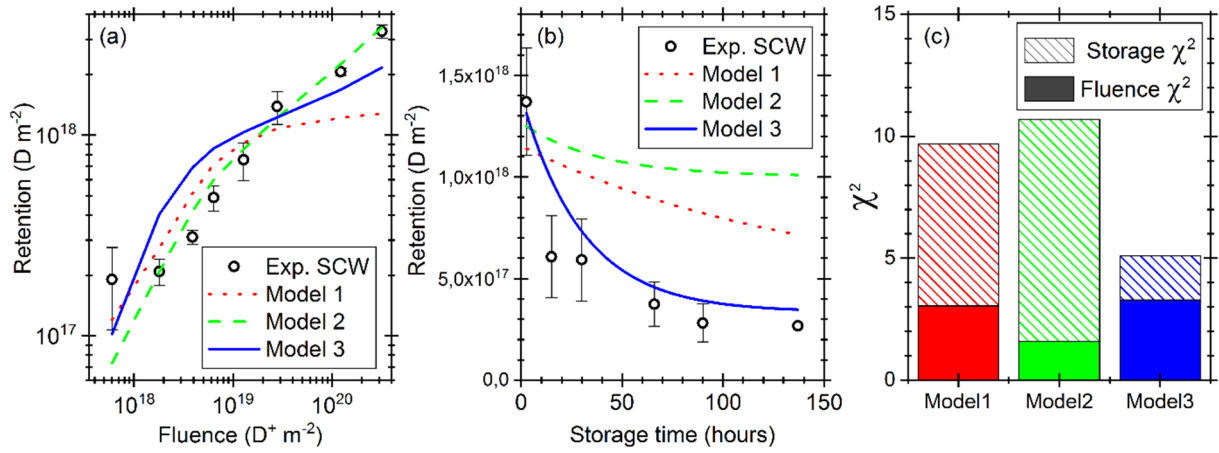 (a)
Retention (D m⁻²)
10¹⁸
10¹⁷
Exp. SCW
Model 1
Model 2
Model 3
10¹⁸ 10¹⁹ 10²⁰
Fluence (D⁺ m⁻²)
(b)
Exp. SCW
Model 1
Model 2
Model 3
Retention (D m⁻²)
1,5x10¹⁸
1,0x10¹⁸
5,0x10¹⁷
0,0
0 50 100 150
Storage time (hours)
(c)
Storage χ²
Fluence χ²
χ²
15
10
5
0
Model1 Model2 Model3